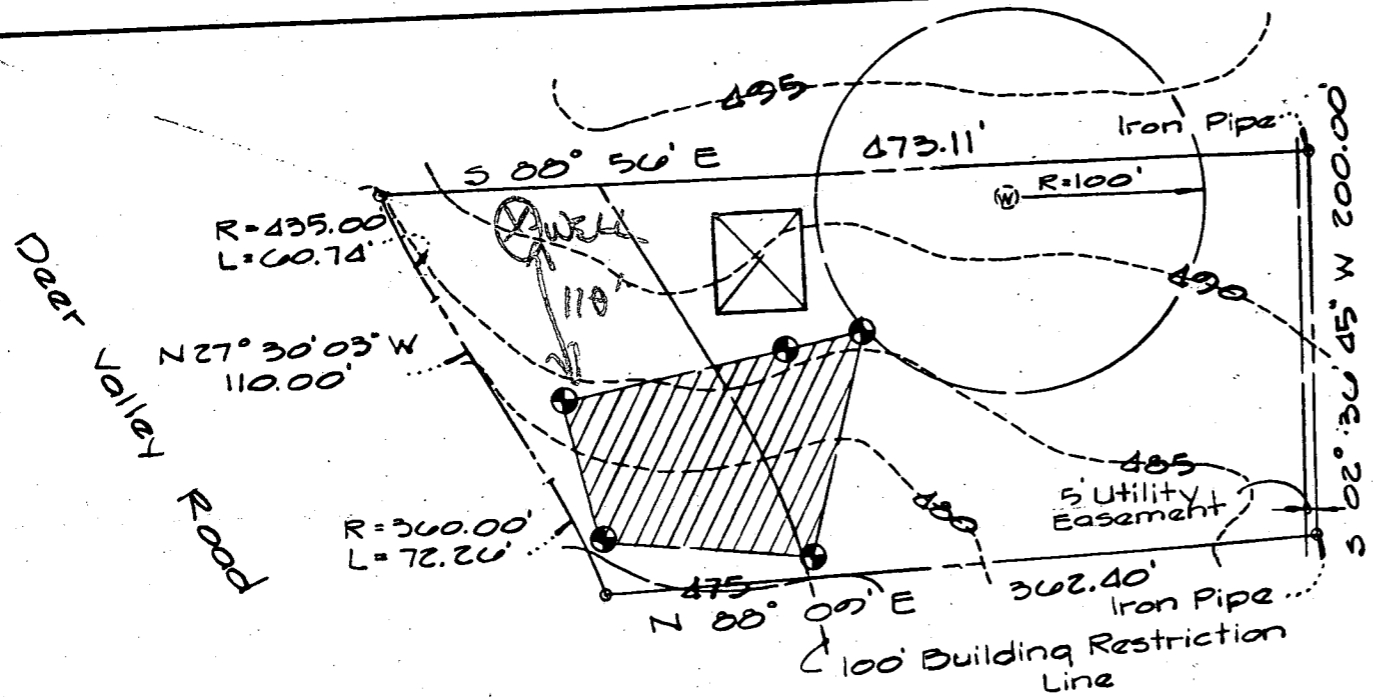 495
S 88° 56' E
473.11'
Iron Pipe
S 02° 36' 45" W 200.00'
R=100'
W
R=435.00'
L=60.74'
WELL
110'
490
Deer Valley Road
N 27° 30' 03" W
110.00'
485
5' Utility
Easement
480
R=360.00'
L=72.26'
475
362.40'
N 88° 09' E
Iron Pipe
100' Building Restriction
Line